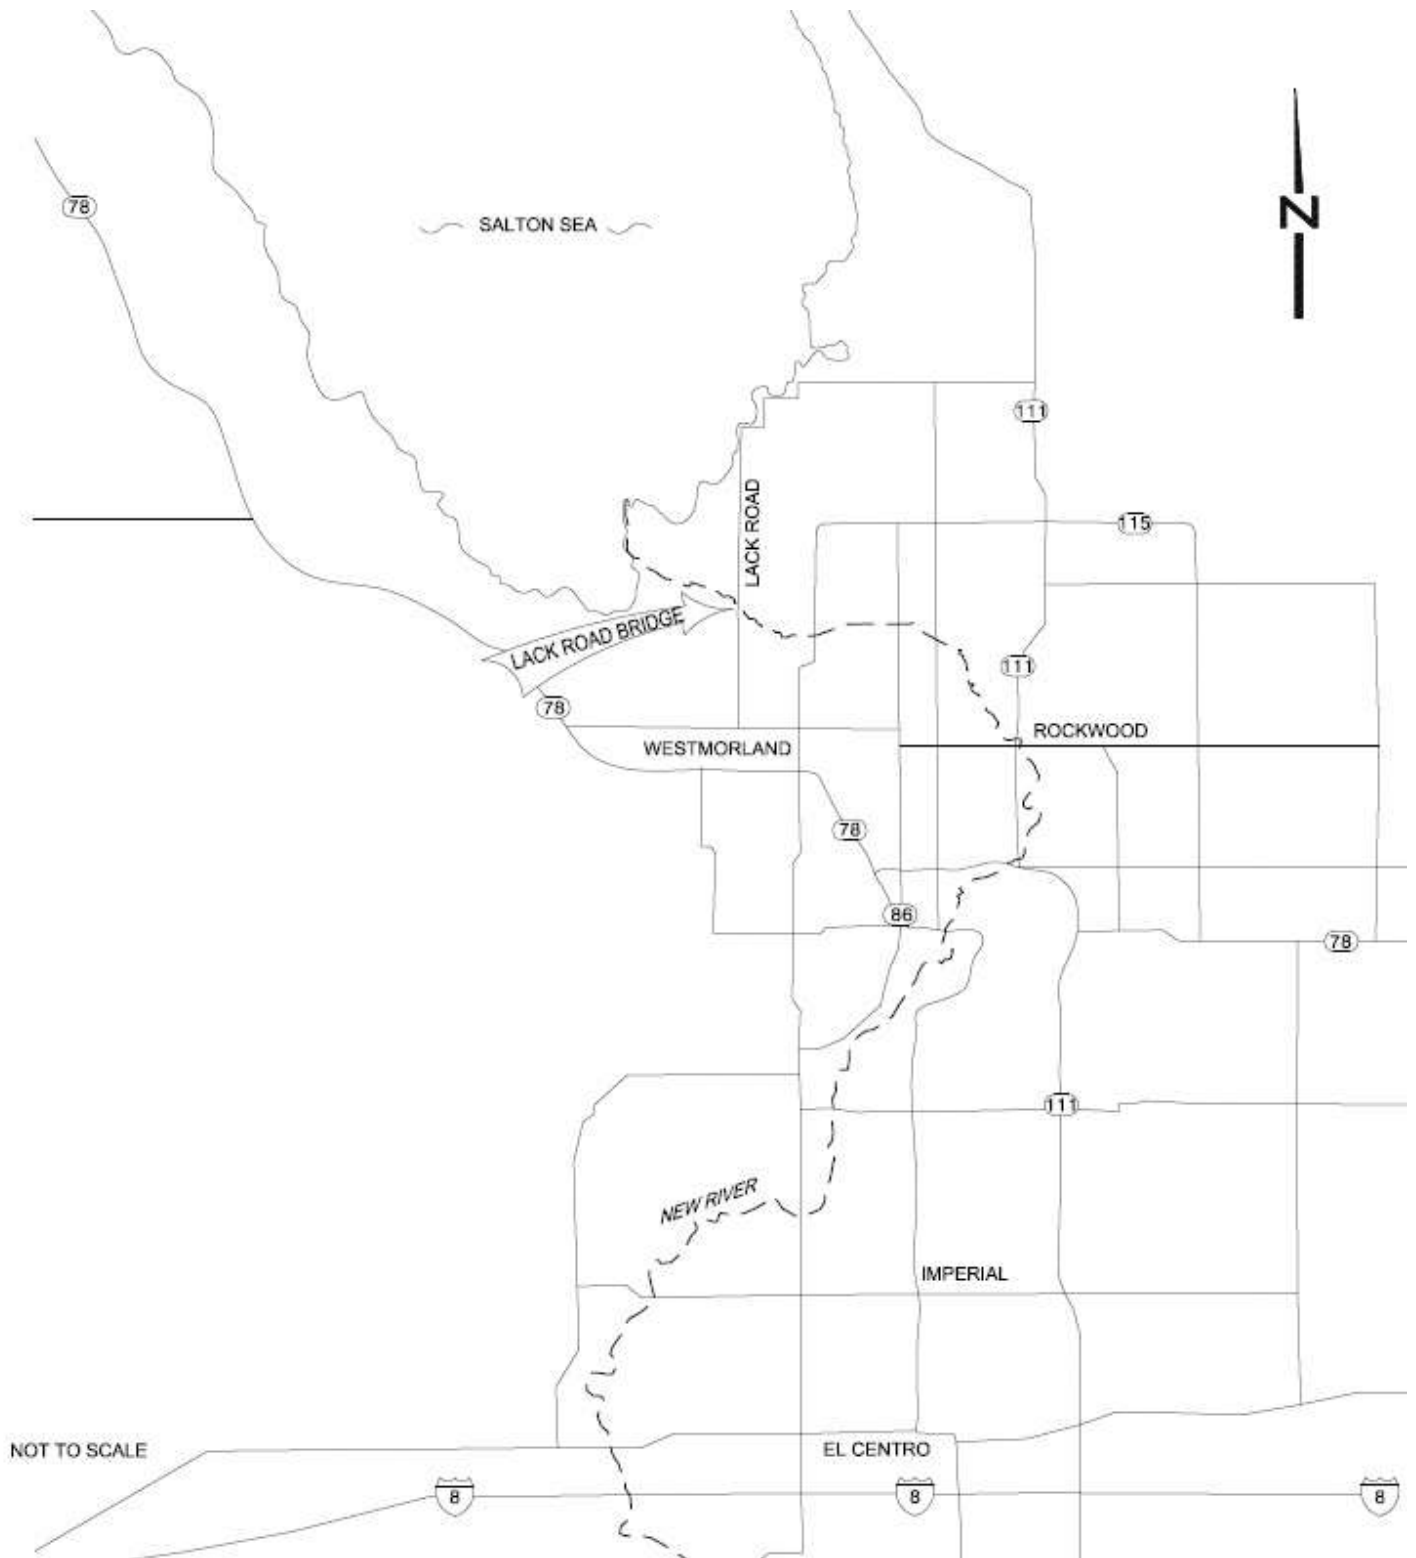 78
SALTON SEA
N
111
LACK ROAD
115
LACK ROAD BRIDGE
111
78
ROCKWOOD
WESTMORLAND
78
86
78
111
NEW RIVER
IMPERIAL
NOT TO SCALE
EL CENTRO
8
8
8